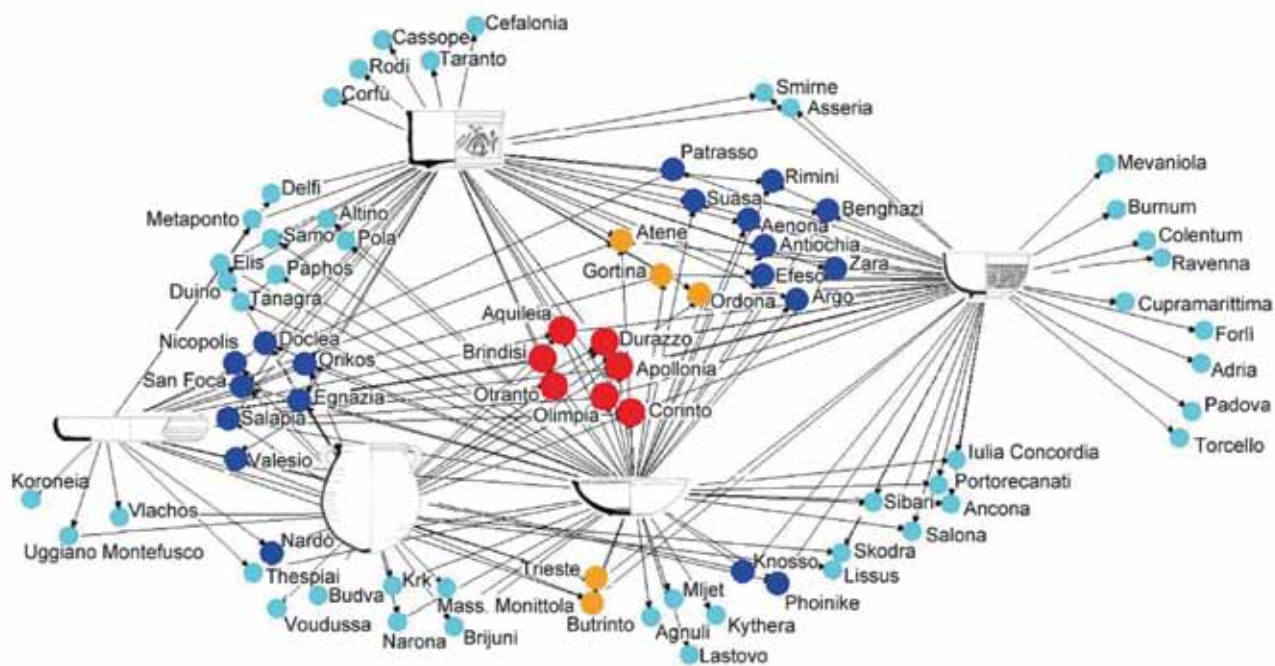 Cefalonia
Cassope
Taranto
Rodi
Corfù
Smirne
Asseria
Patrasso
Rimini
Mevaniola
Delfi
Suasa
Benghazi
Burnum
Metaponto
Altino
Aenona
Samo
Pola
Atene
Antiochia
Colentum
Ravenna
Elis
Paphos
Gortina
Efeso
Zara
Duino
Tanagra
Ordona
Argo
Cupramarittima
Aquileia
Durazzo
Forlì
Nicopolis
Doclea
Orikos
Brindisi
Apollonia
Adria
San Foca
Egnazia
Otranto
Olimpia
Corinto
Salapia
Padova
Torcello
Valesio
Iulia Concordia
Koroneia
Portorecanati
Vlachos
Sibari
Ancona
Uggiano Montefusco
Salona
Nardò
Skodra
Thespiai
Trieste
Knosso
Lissus
Budva
Krk
Mass. Monittola
Mljet
Phoinike
Voudussa
Butrinto
Agnuli
Kythera
Narona
Brijuni
Lastovo